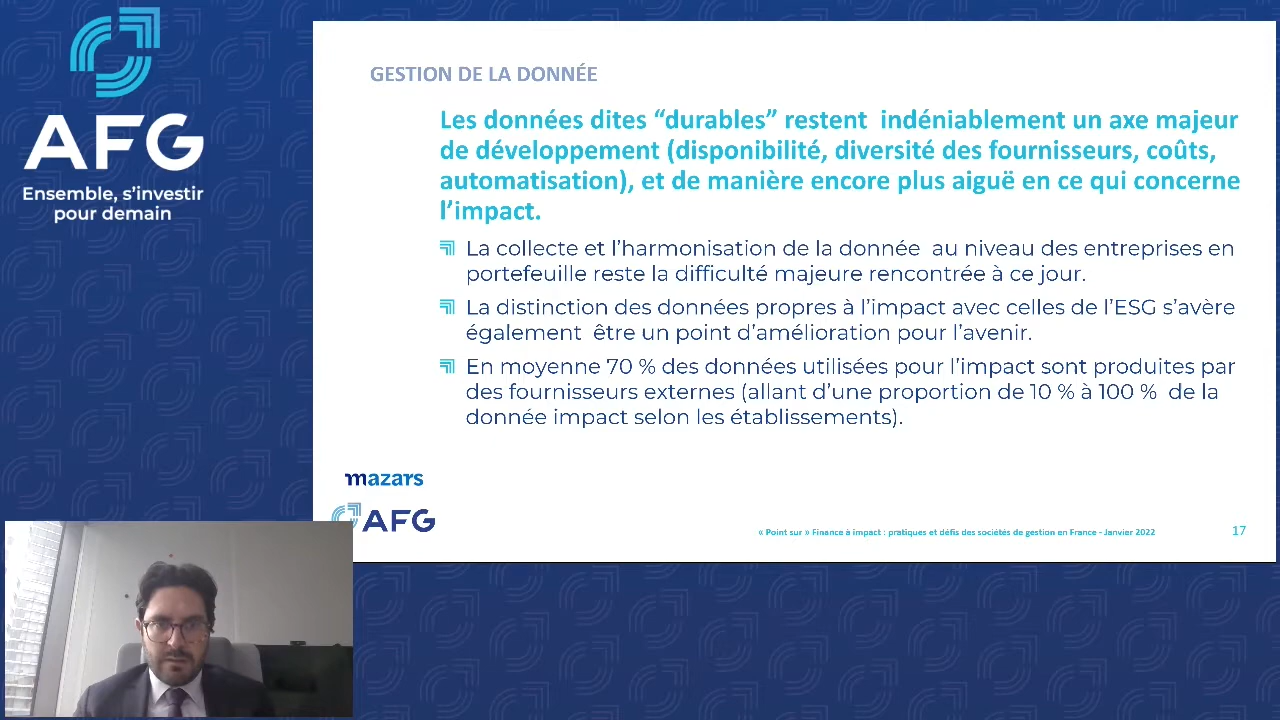 AFG
Ensemble, s’investir
pour demain
GESTION DE LA DONNÉE
Les données dites “durables” restent indéniablement un axe majeur
de développement (disponibilité, diversité des fournisseurs, coûts,
automatisation), et de manière encore plus aiguë en ce qui concerne
l’impact.
La collecte et l’harmonisation de la donnée au niveau des entreprises en
portefeuille reste la difficulté majeure rencontrée à ce jour.
La distinction des données propres à l’impact avec celles de l’ESG s’avère
également être un point d’amélioration pour l’avenir.
En moyenne 70 % des données utilisées pour l’impact sont produites par
des fournisseurs externes (allant d’une proportion de 10 % à 100 % de la
donnée impact selon les établissements).
mazars
AFG
« Point sur » Finance à impact : pratiques et défis des sociétés de gestion en France - Janvier 2022
17